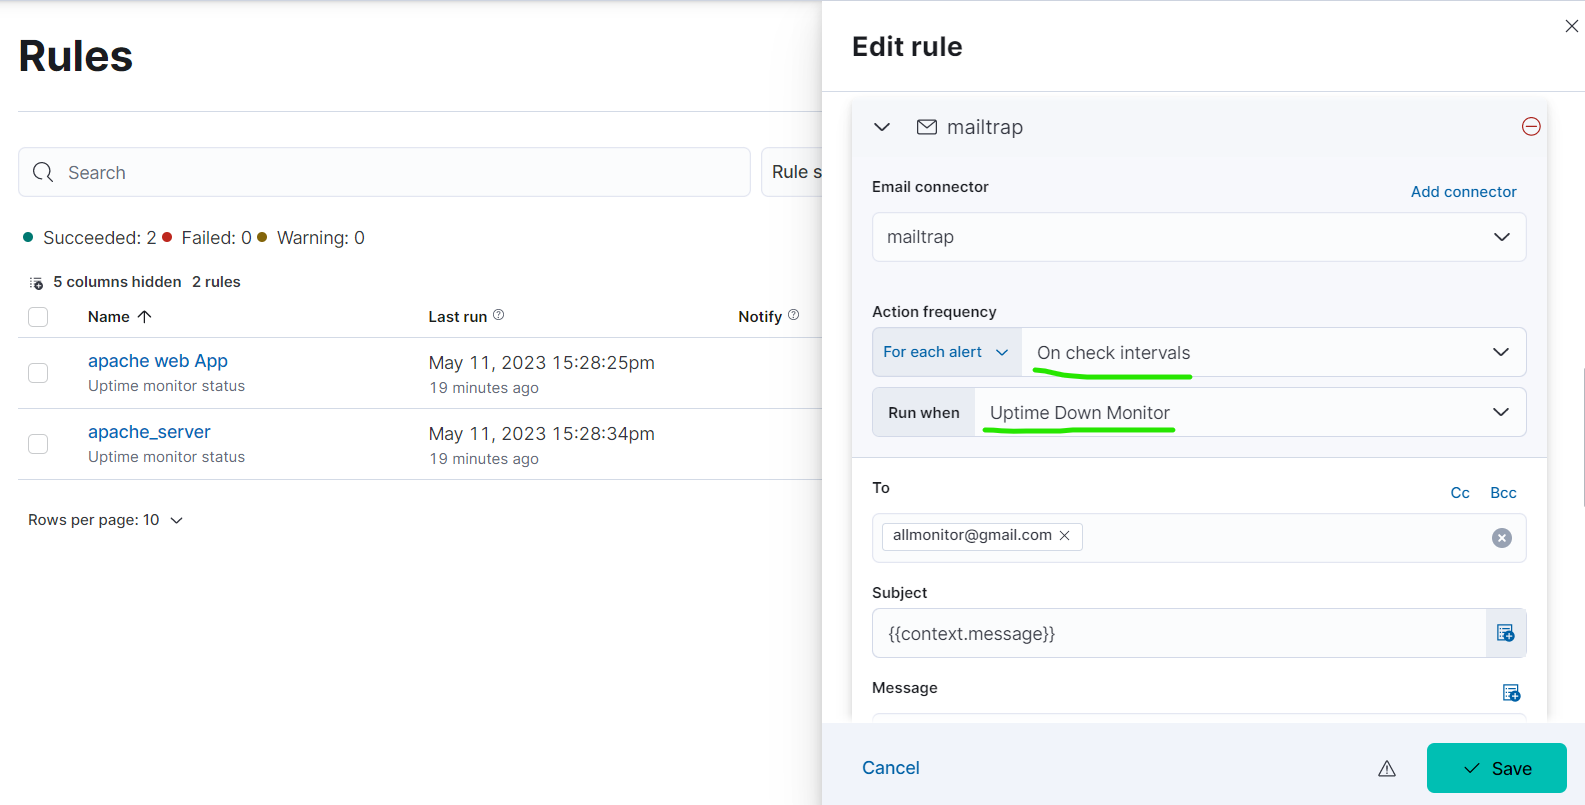 Rules
Search
Rule s
Succeeded: 2 Failed: 0 Warning: 0
5 columns hidden 2 rules
Name Last run Notify
apache web App May 11, 2023 15:28:25pm
Uptime monitor status 19 minutes ago
apache_server May 11, 2023 15:28:34pm
Uptime monitor status 19 minutes ago
Rows per page: 10
Edit rule
mailtrap
Email connector Add connector
mailtrap
Action frequency
For each alert On check intervals
Run when Uptime Down Monitor
To Cc Bcc
allmonitor@gmail.com
Subject
{{context.message}}
Message
Cancel Save